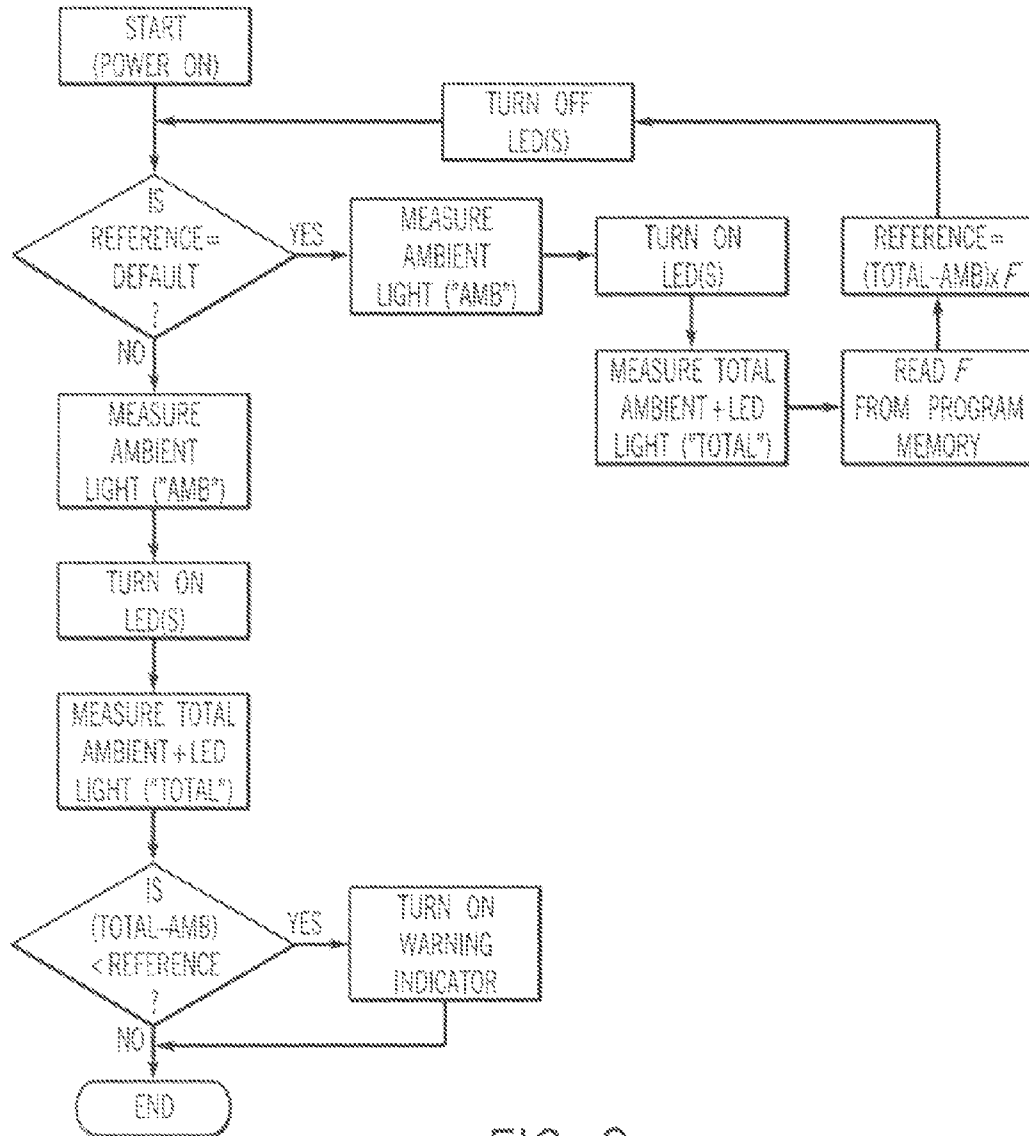 START
(POWER ON)
TURN OFF
LED(S)
IS
REFERENCE=
DEFAULT
?
YES
NO
MEASURE
AMBIENT
LIGHT ("AMB")
TURN ON
LED(S)
REFERENCE=
(TOTAL-AMB)x F
MEASURE TOTAL
AMBIENT+LED
LIGHT ("TOTAL")
READ F
FROM PROGRAM
MEMORY
MEASURE
AMBIENT
LIGHT ("AMB")
TURN ON
LED(S)
MEASURE TOTAL
AMBIENT+LED
LIGHT ("TOTAL")
IS
(TOTAL-AMB)
<REFERENCE
?
YES
NO
TURN ON
WARNING
INDICATOR
END